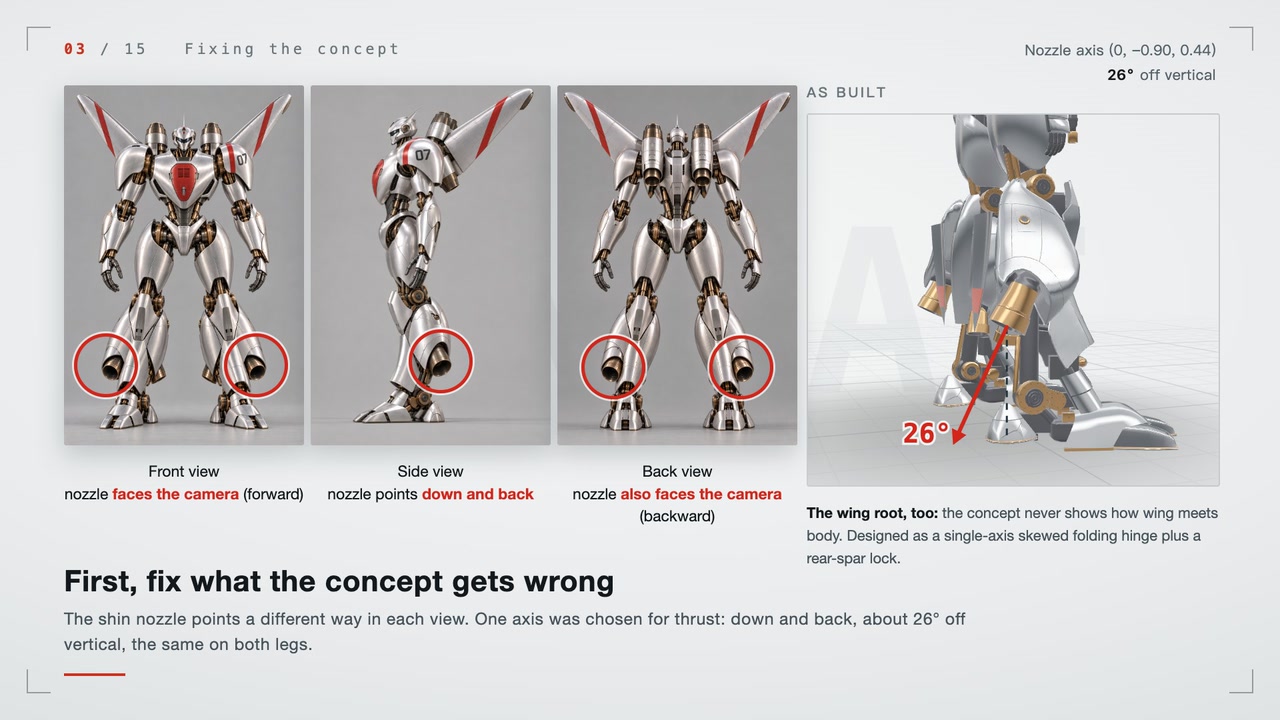 03 / 15 Fixing the concept
Nozzle axis (0, −0.90, 0.44)
26° off vertical
AS BUILT
07
07
26°
Front view
nozzle faces the camera (forward)
Side view
nozzle points down and back
Back view
nozzle also faces the camera
(backward)
The wing root, too: the concept never shows how wing meets
body. Designed as a single-axis skewed folding hinge plus a
rear-spar lock.
First, fix what the concept gets wrong
The shin nozzle points a different way in each view. One axis was chosen for thrust: down and back, about 26° off
vertical, the same on both legs.